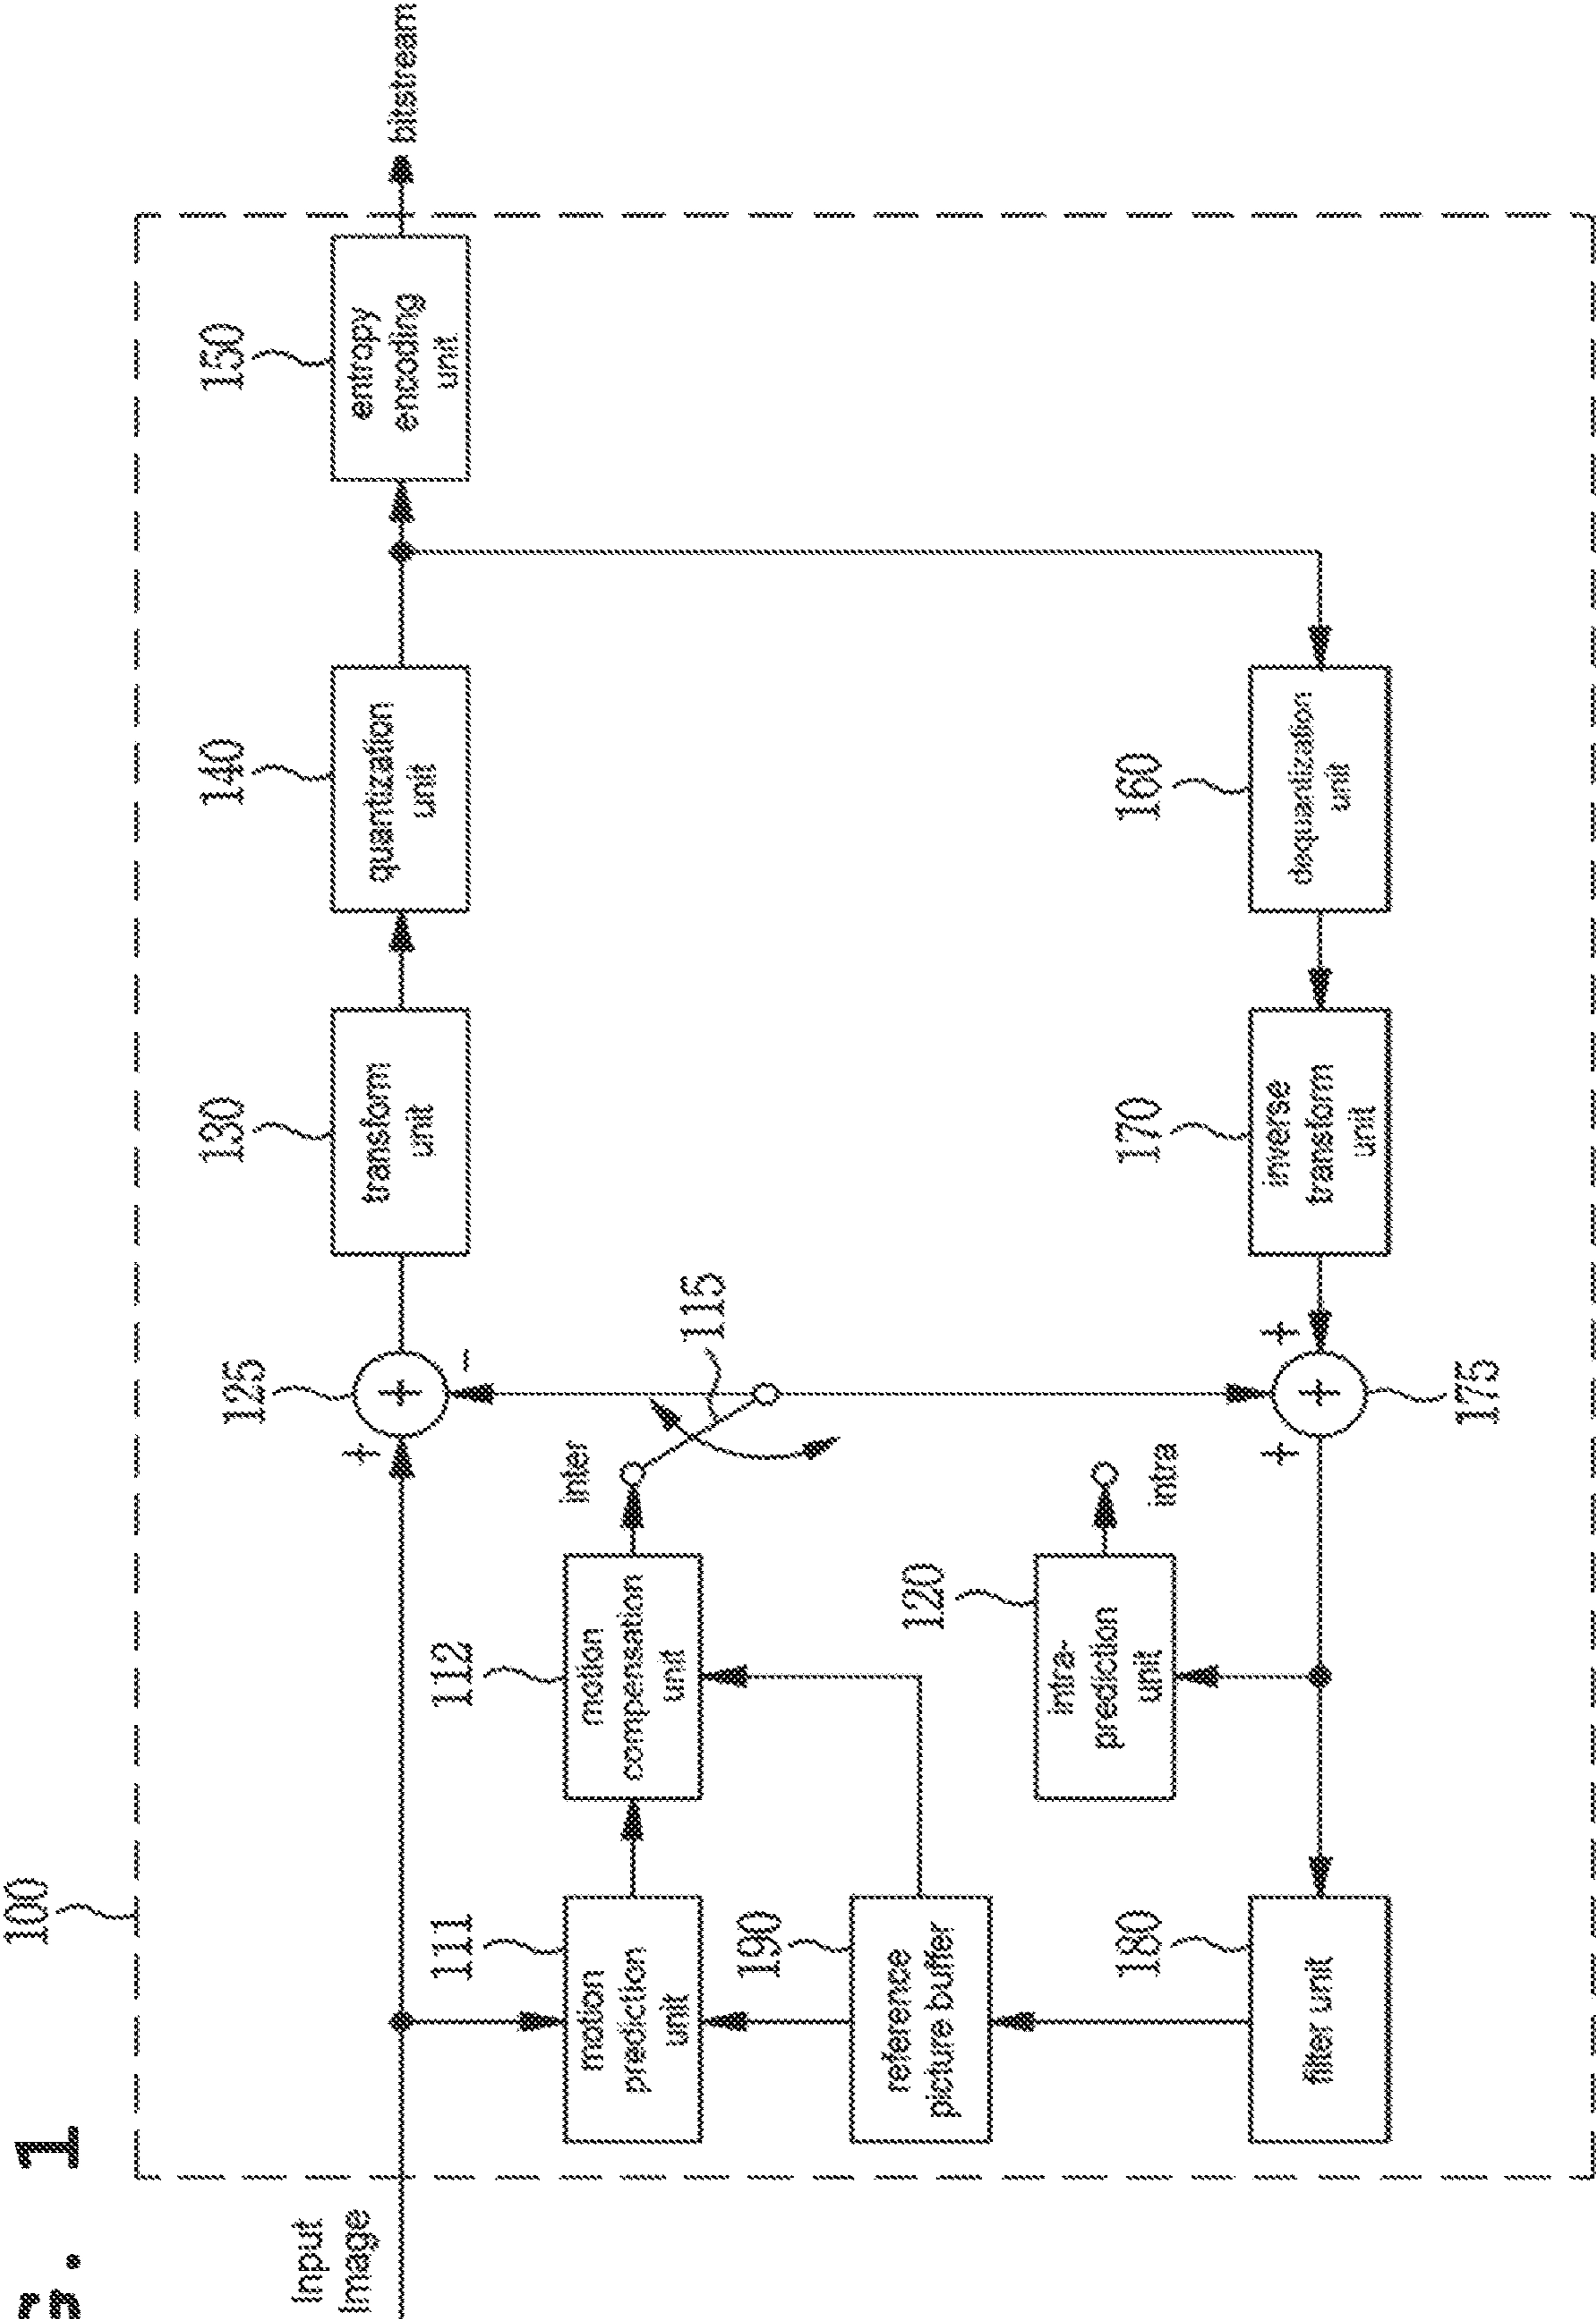 G. 1
100
Input
Image
125
+
+
-
130
transform
unit
140
quantization
unit
150
entropy
encoding
unit
bitstream
111
motion
prediction
unit
112
motion
compensation
unit
inter
115
190
reference
picture buffer
120
intra-
prediction
unit
intra
180
filter unit
+
+
+
175
170
inverse
transform
unit
160
dequantization
unit